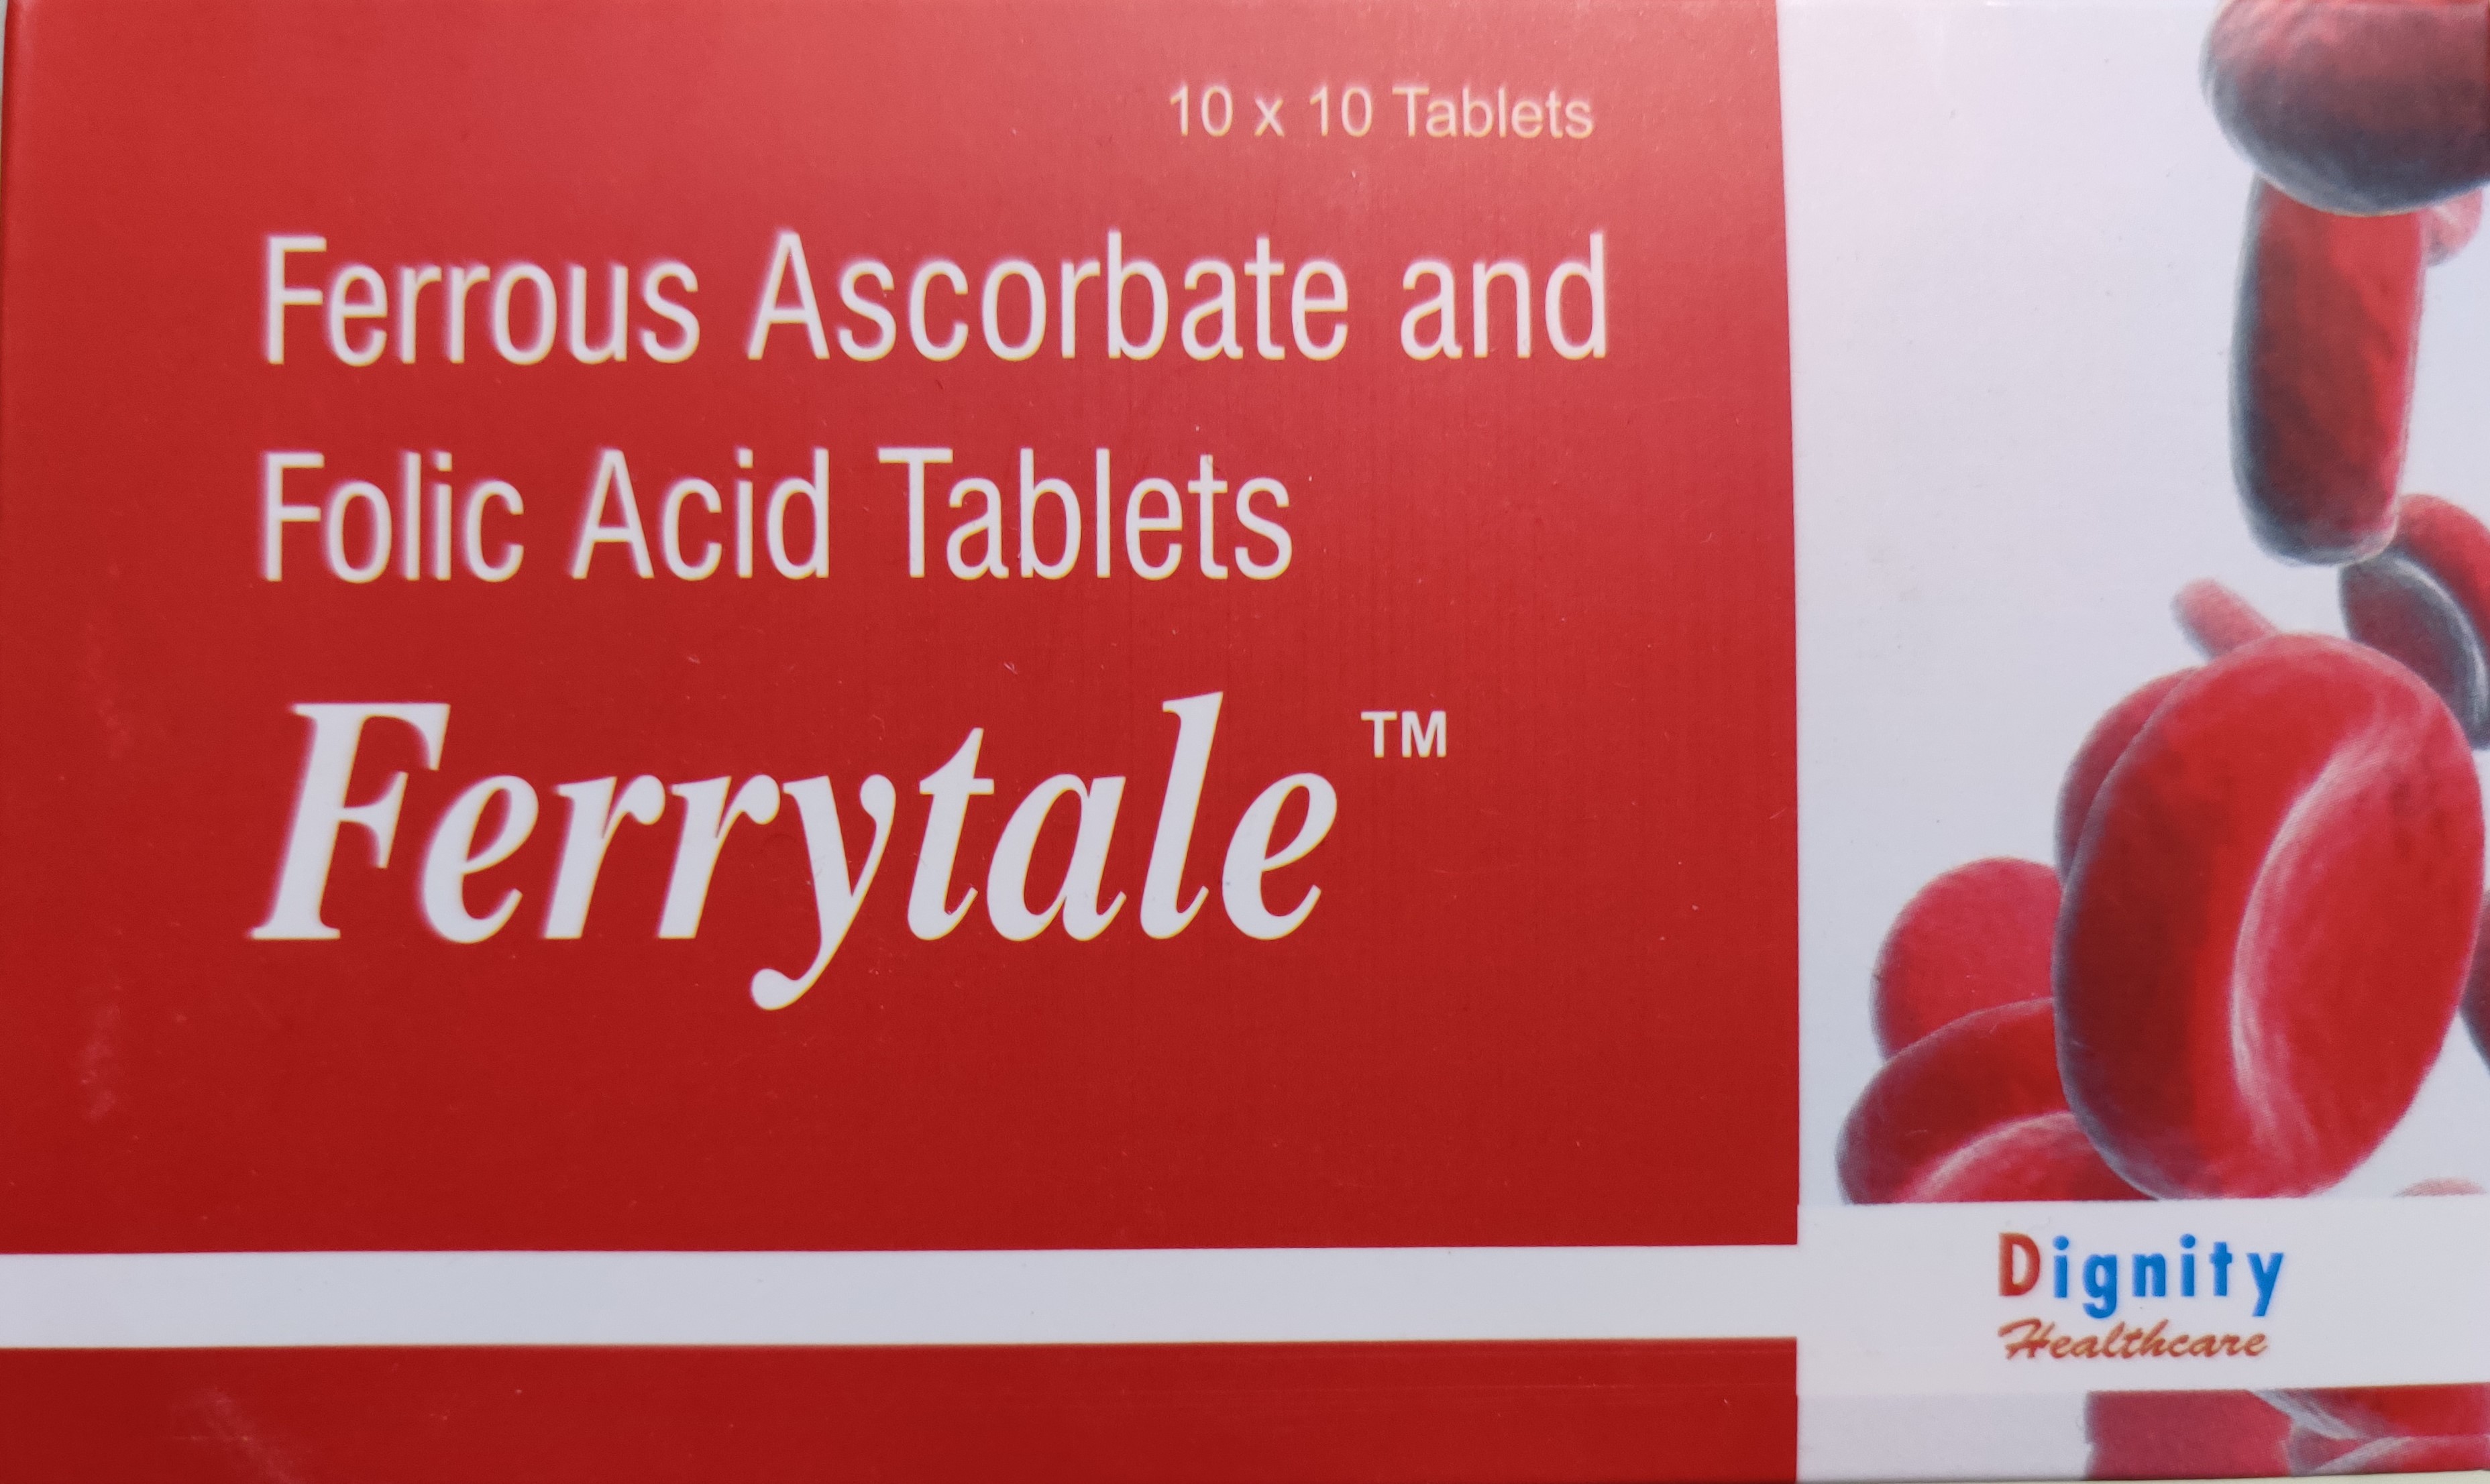 10 x 10 Tablets
Ferrous Ascorbate and
Folic Acid Tablets
Ferrytale™
Dignity
Healthcare